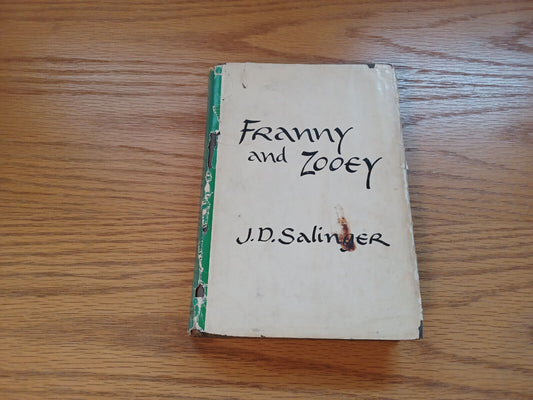 Franny
and Zooey
J.D. Salinger